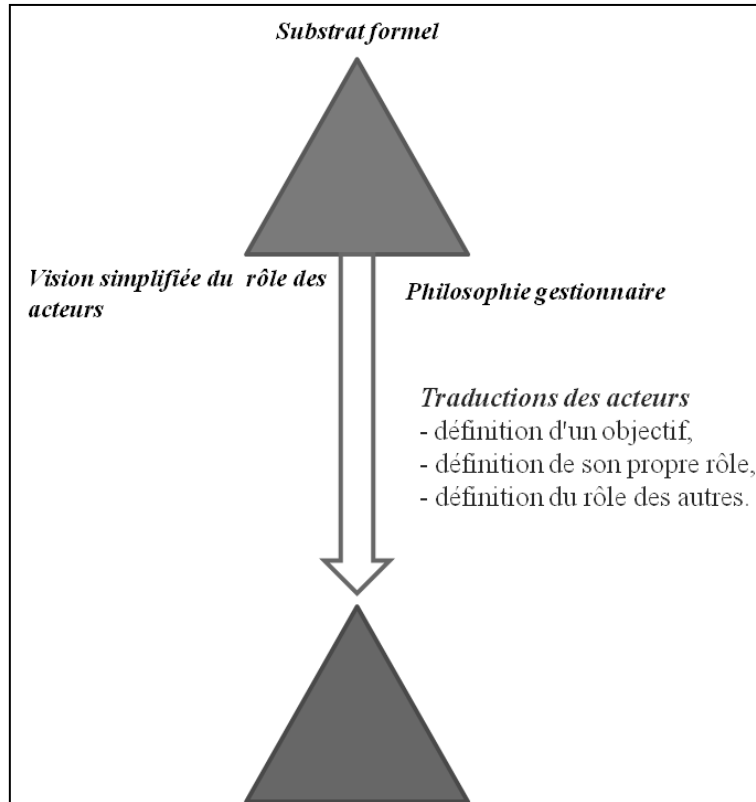 Substrat formel
Vision simplifiée du rôle des
acteurs
Philosophie gestionnaire
Traductions des acteurs
- définition d'un objectif,
- définition de son propre rôle,
- définition du rôle des autres.